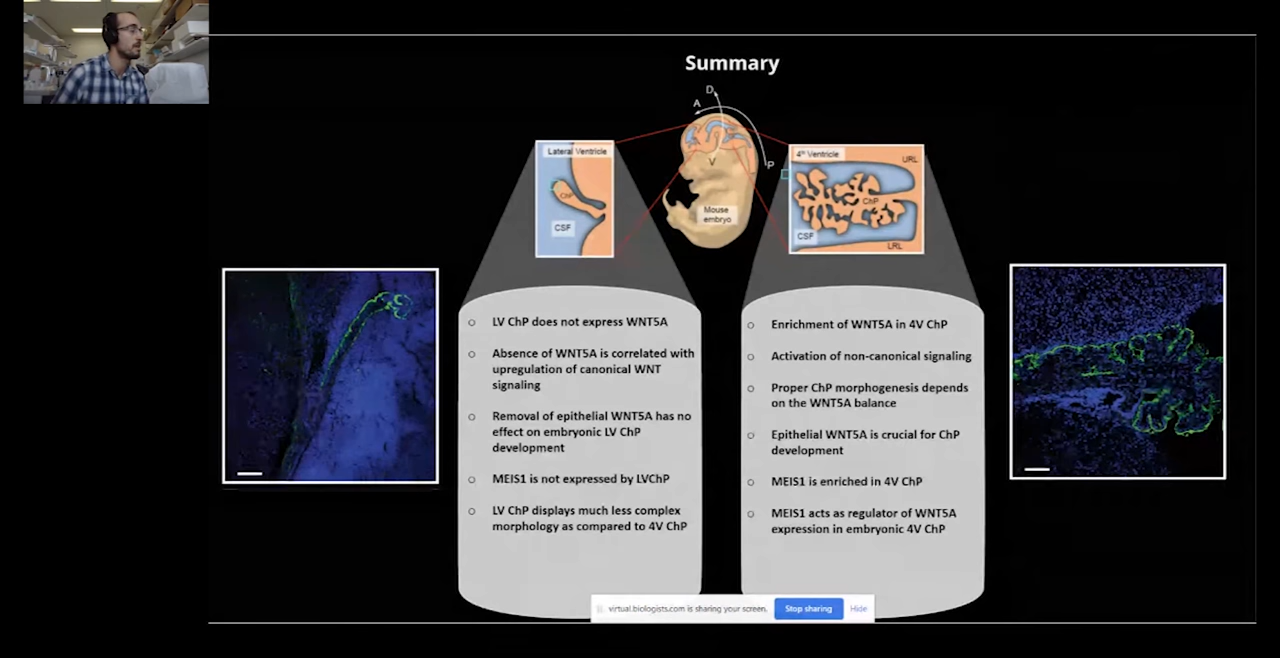 Summary
D
A
P
V
Mouse
embryo
Lateral Ventricle
ChP
CSF
4th Ventricle
URL
ChP
CSF
LRL
○ LV ChP does not express WNT5A
○ Absence of WNT5A is correlated with
upregulation of canonical WNT
signaling
○ Removal of epithelial WNT5A has no
effect on embryonic LV ChP
development
○ MEIS1 is not expressed by LVChP
○ LV ChP displays much less complex
morphology as compared to 4V ChP
○ Enrichment of WNT5A in 4V ChP
○ Activation of non-canonical signaling
○ Proper ChP morphogenesis depends
on the WNT5A balance
○ Epithelial WNT5A is crucial for ChP
development
○ MEIS1 is enriched in 4V ChP
○ MEIS1 acts as regulator of WNT5A
expression in embryonic 4V ChP
virtual.biologists.com is sharing your screen.
Stop sharing
Hide